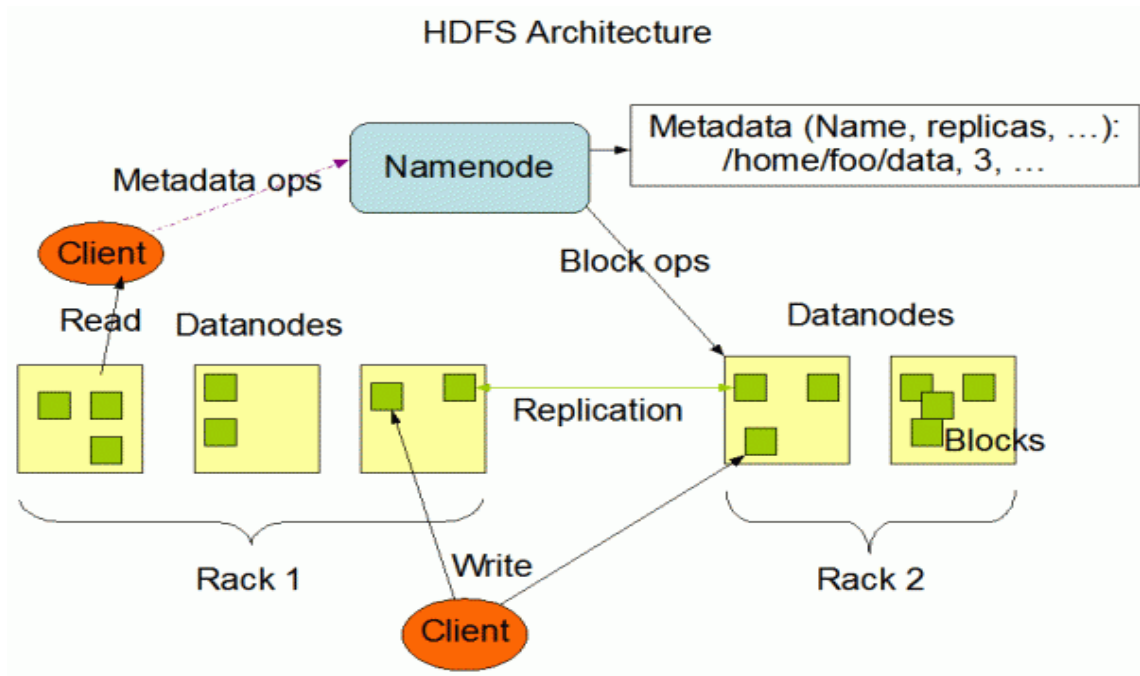 HDFS Architecture
Metadata (Name, replicas, …):
/home/foo/data, 3, …
Namenode
Metadata ops
Client
Block ops
Read
Datanodes
Datanodes
Replication
Blocks
Rack 1
Write
Rack 2
Client